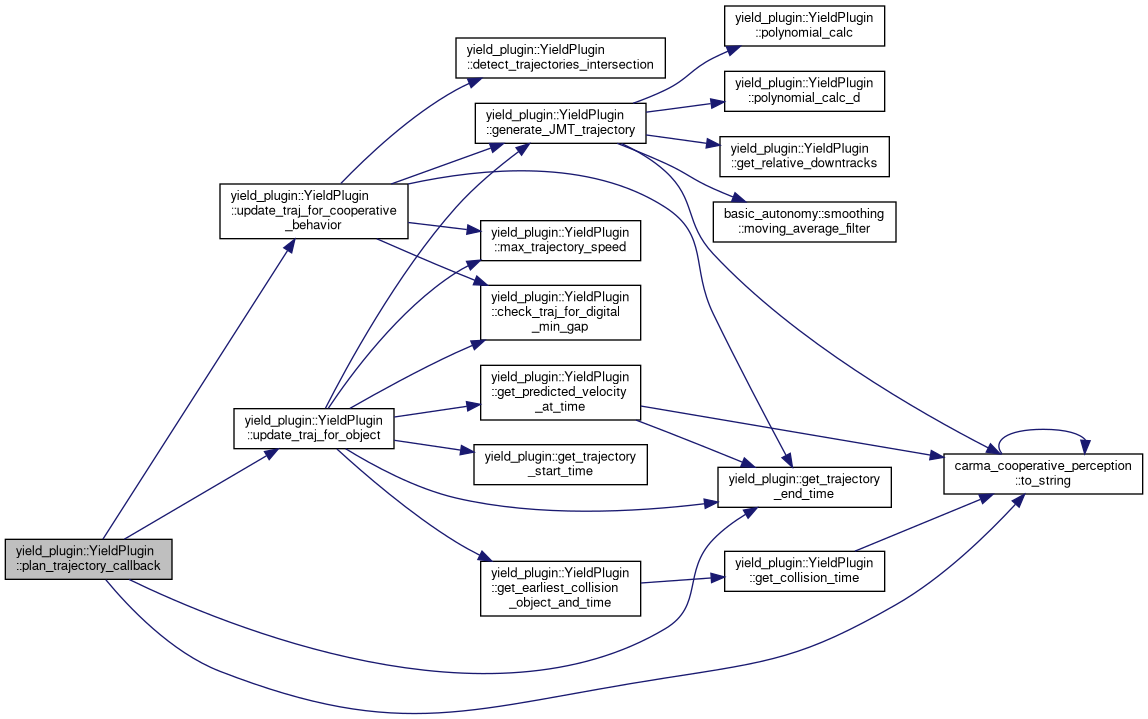 yield_plugin::YieldPlugin
::plan_trajectory_callback
yield_plugin::YieldPlugin
::update_traj_for_cooperative
_behavior
yield_plugin::YieldPlugin
::update_traj_for_object
yield_plugin::YieldPlugin
::detect_trajectories_intersection
yield_plugin::YieldPlugin
::generate_JMT_trajectory
yield_plugin::YieldPlugin
::max_trajectory_speed
yield_plugin::YieldPlugin
::check_traj_for_digital
_min_gap
yield_plugin::YieldPlugin
::get_predicted_velocity
_at_time
yield_plugin::get_trajectory
_start_time
yield_plugin::YieldPlugin
::get_earliest_collision
_object_and_time
yield_plugin::YieldPlugin
::polynomial_calc
yield_plugin::YieldPlugin
::polynomial_calc_d
yield_plugin::YieldPlugin
::get_relative_downtracks
basic_autonomy::smoothing
::moving_average_filter
yield_plugin::get_trajectory
_end_time
yield_plugin::YieldPlugin
::get_collision_time
carma_cooperative_perception
::to_string